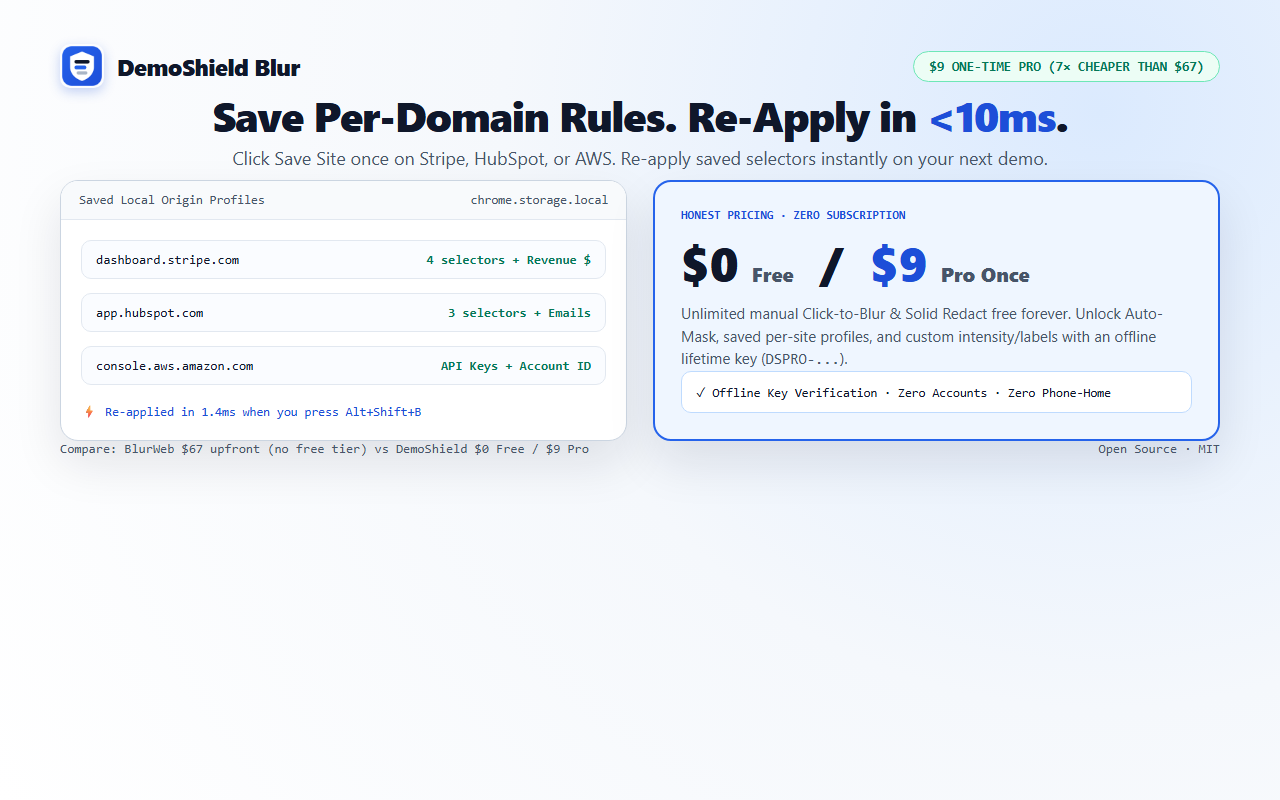 DemoShield Blur
$9 ONE-TIME PRO (7× CHEAPER THAN $67)
Save Per-Domain Rules. Re-Apply in <10ms.
Click Save Site once on Stripe, HubSpot, or AWS. Re-apply saved selectors instantly on your next demo.
Saved Local Origin Profiles
chrome.storage.local
dashboard.stripe.com
4 selectors + Revenue $
app.hubspot.com
3 selectors + Emails
console.aws.amazon.com
API Keys + Account ID
Re-applied in 1.4ms when you press Alt+Shift+B
HONEST PRICING · ZERO SUBSCRIPTION
$0 Free / $9 Pro Once
Unlimited manual Click-to-Blur & Solid Redact free forever. Unlock Auto-
Mask, saved per-site profiles, and custom intensity/labels with an offline
lifetime key (DSPRO-...).
✓ Offline Key Verification · Zero Accounts · Zero Phone-Home
Compare: BlurWeb $67 upfront (no free tier) vs DemoShield $0 Free / $9 Pro
Open Source · MIT